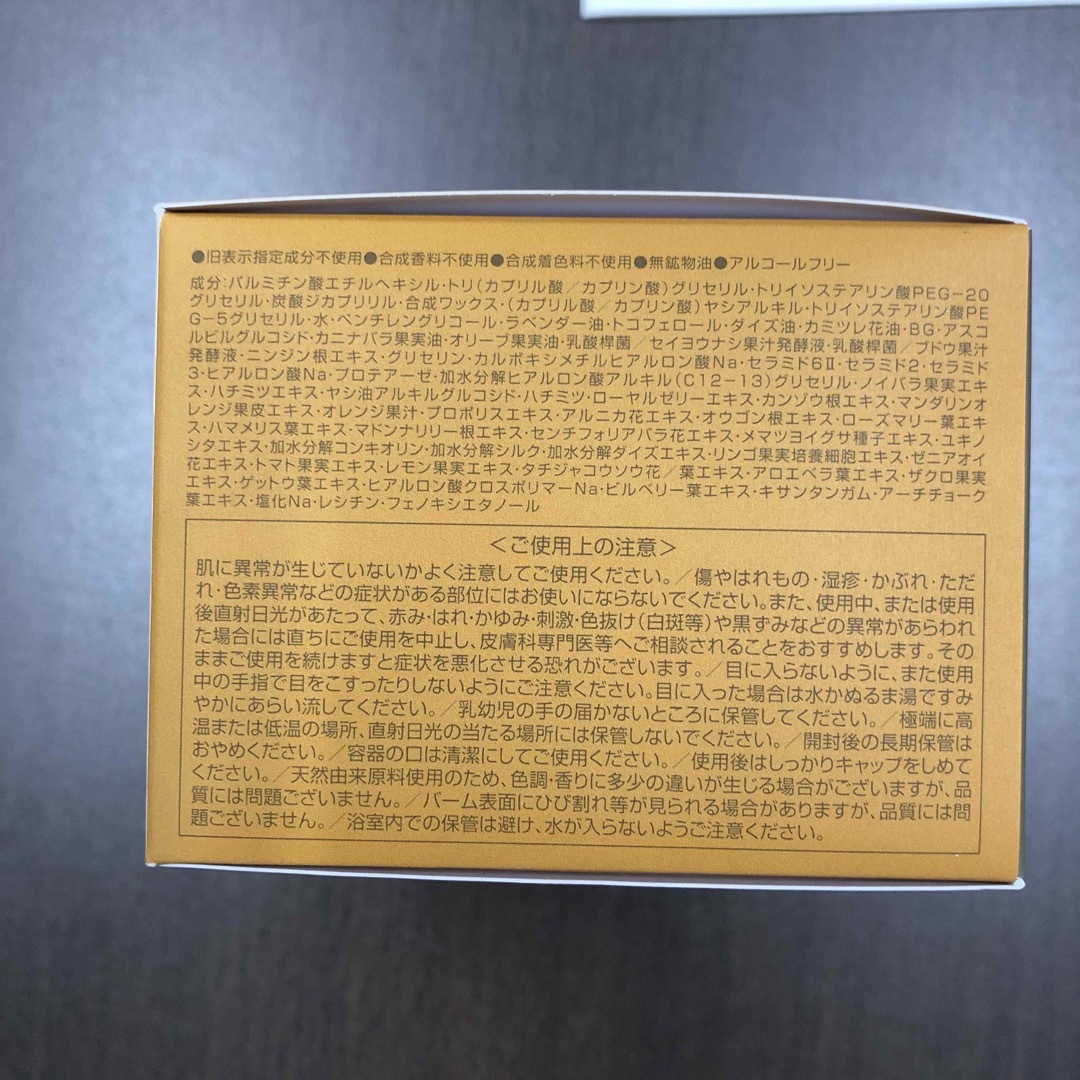 ●旧表示指定成分不使用●合成香料不使用●合成着色料不使用●無鉱物油●アルコールフリー
成分:パルミチン酸エチルヘキシル・トリ(カプリル酸/カプリン酸)グリセリル・トリイソステアリン酸PEG-20
グリセリル・炭酸ジカプリリル・合成ワックス・(カプリル酸/カプリン酸)ヤシアルキル・トリイソステアリン酸PE
G-5グリセリル・水・ペンチレングリコール・ラベンダー油・トコフェロール・ダイズ油・カミツレ花油・BG・アスコ
ルビルグルコシド・カニナバラ果実油・オリーブ果実油・乳酸桿菌/セイヨウナシ果汁発酵液・乳酸桿菌/ブドウ果汁
発酵液・ニンジン根エキス・グリセリン・カルボキシメチルヒアルロン酸Na・セラミド6Ⅱ・セラミド2・セラミド
3・ヒアルロン酸Na・プロテアーゼ・加水分解ヒアルロン酸アルキル(C12-13)グリセリル・ノイバラ果実エキ
ス・ハチミツエキス・ヤシ油アルキルグルコシド・ハチミツ・ローヤルゼリーエキス・カンゾウ根エキス・マンダリンオ
レンジ果皮エキス・オレンジ果汁・プロポリスエキス・アルニカ花エキス・オウゴン根エキス・ローズマリー葉エキ
ス・ハマメリス葉エキス・マドンナリリー根エキス・センチフォリアバラ花エキス・メマツヨイグサ種子エキス・ユキノ
シタエキス・加水分解コンキオリン・加水分解シルク・加水分解ダイズエキス・リンゴ果実培養細胞エキス・ゼニアオイ
花エキス・トマト果実エキス・レモン果実エキス・タチジャコウソウ花/葉エキス・アロエベラ葉エキス・ザクロ果実
エキス・ゲットウ葉エキス・ヒアルロン酸クロスポリマーNa・ビルベリー葉エキス・キサンタンガム・アーチチョーク
葉エキス・塩化Na・レシチン・フェノキシエタノール
<ご使用上の注意>
肌に異常が生じていないかよく注意してご使用ください。/傷やはれもの・湿疹・かぶれ・ただ
れ・色素異常などの症状がある部位にはお使いにならないでください。また、使用中、または使用
後直射日光があたって、赤み・はれ・かゆみ・刺激・色抜け(白斑等)や黒ずみなどの異常があらわれ
た場合には直ちにご使用を中止し、皮膚科専門医等へご相談されることをおすすめします。その
ままご使用を続けますと症状を悪化させる恐れがございます。/目に入らないように、また使用
中の手指で目をこすったりしないようにご注意ください。目に入った場合は水かぬるま湯ですみ
やかにあらい流してください。/乳幼児の手の届かないところに保管してください。/極端に高
温または低温の場所、直射日光の当たる場所には保管しないでください。/開封後の長期保管は
おやめください。/容器の口は清潔にしてご使用ください。/使用後はしっかりキャップをしめて
ください。/天然由来原料使用のため、色調・香りに多少の違いが生じる場合がございますが、品
質には問題ございません。/バーム表面にひび割れ等が見られる場合がありますが、品質には問
題ございません。/浴室内での保管は避け、水が入らないようご注意ください。